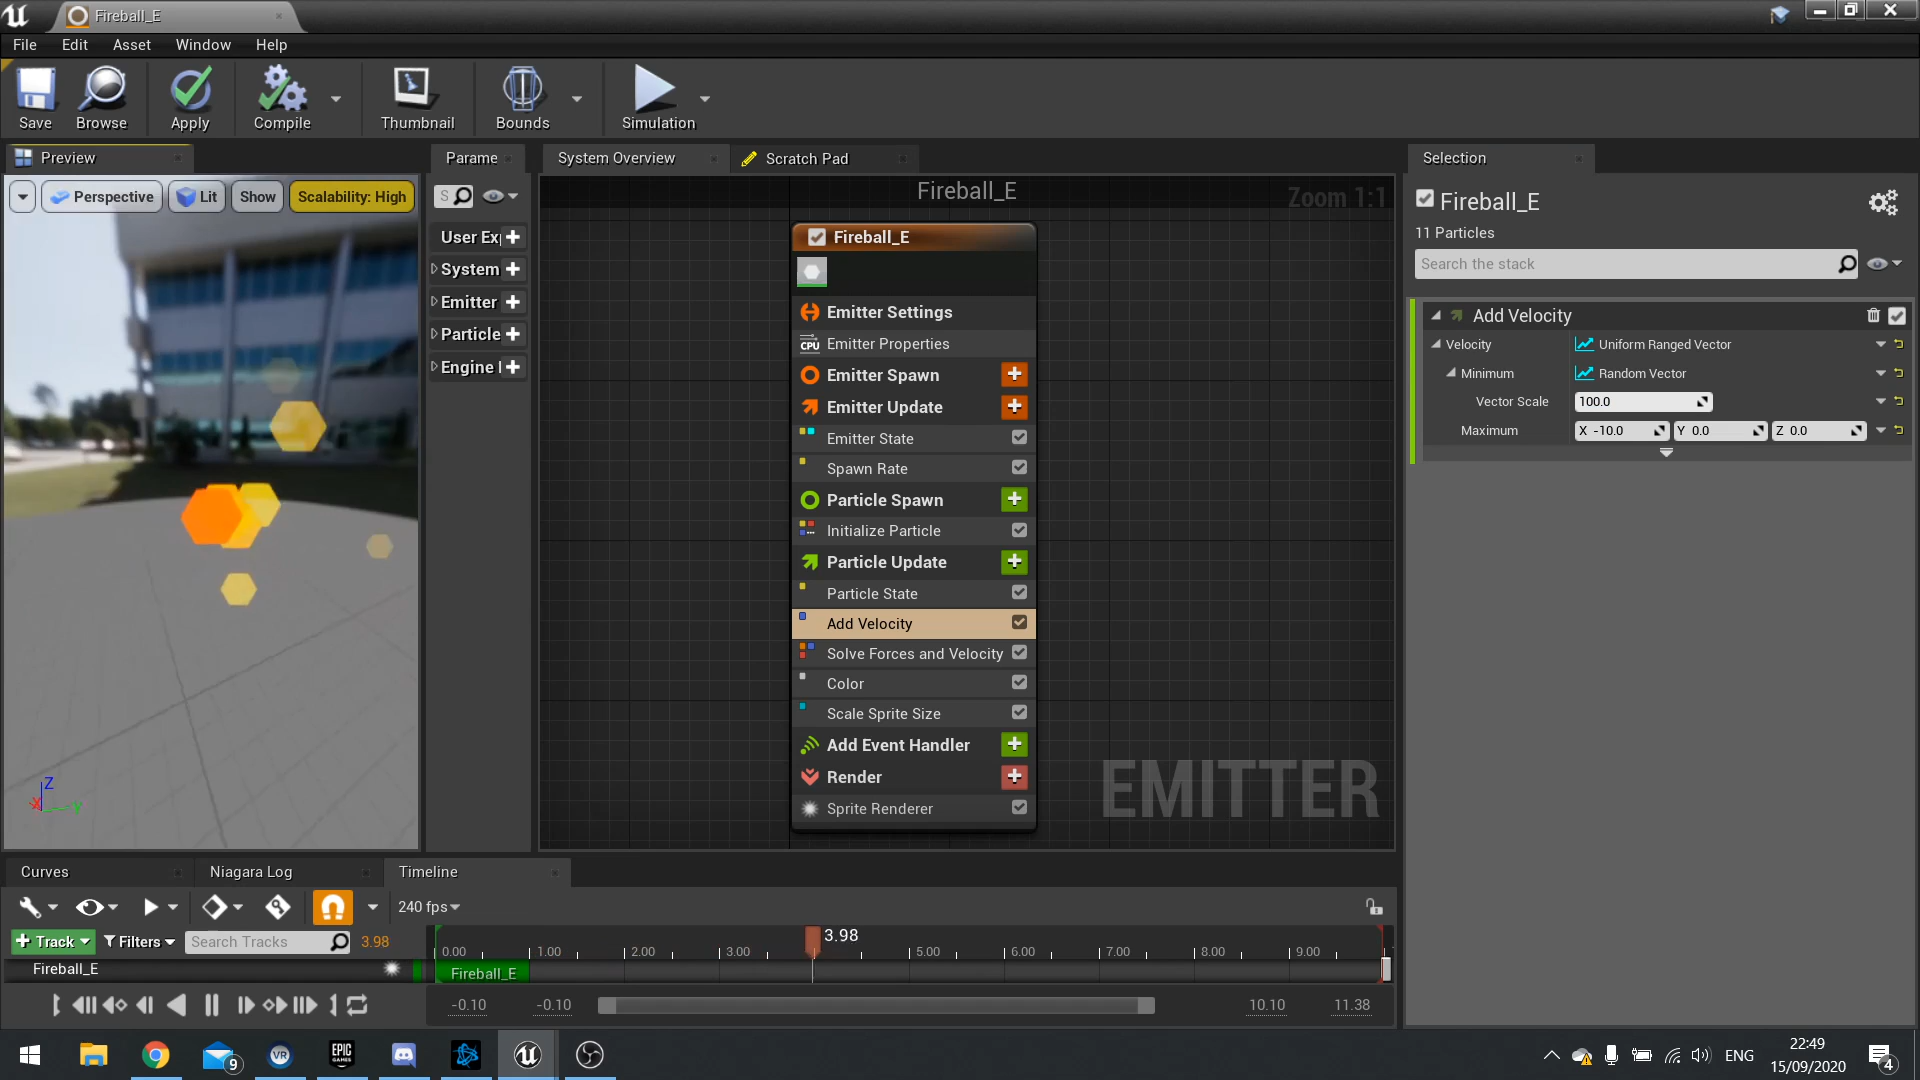 Fireball_E
File Edit Asset Window Help
Save Browse Apply Compile Thumbnail Bounds Simulation
Preview
Perspective Lit Show Scalability: High
Z
X
y
Parame
S
User Ex
System
Emitter
Particle
Engine
System Overview
Scratch Pad
Fireball_E
Zoom 1:1
Fireball_E
Emitter Settings
CPU Emitter Properties
Emitter Spawn
Emitter Update
Emitter State
Spawn Rate
Particle Spawn
Initialize Particle
Particle Update
Particle State
Add Velocity
Solve Forces and Velocity
Color
Scale Sprite Size
Add Event Handler
Render
Sprite Renderer
EMITTER
Selection
Fireball_E
11 Particles
Search the stack
Add Velocity
Velocity Uniform Ranged Vector
Minimum Random Vector
Vector Scale 100.0
Maximum X -10.0 Y 0.0 Z 0.0
Curves Niagara Log Timeline
240 fps
Track Filters Search Tracks 3.98
3.98
0.00 1.00 2.00 3.00 5.00 6.00 7.00 8.00 9.00
Fireball_E
Fireball_E
-0.10 -0.10 10.10 11.38
9
VR
EPIC GAMES
ENG
22:49
15/09/2020
4